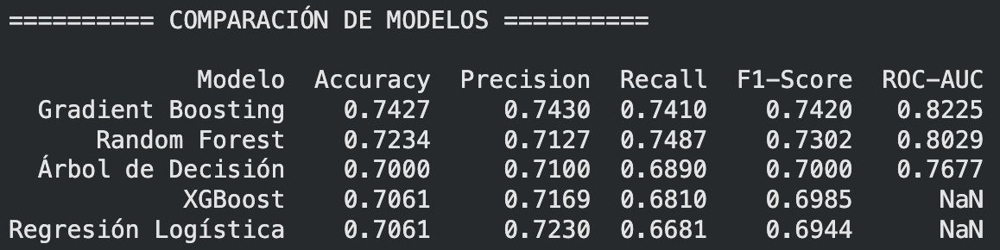 ========== COMPARACIÓN DE MODELOS ==========
Modelo Accuracy Precision Recall F1-Score ROC-AUC
Gradient Boosting 0.7427 0.7430 0.7410 0.7420 0.8225
Random Forest 0.7234 0.7127 0.7487 0.7302 0.8029
Árbol de Decisión 0.7000 0.7100 0.6890 0.7000 0.7677
XGBoost 0.7061 0.7169 0.6810 0.6985 NaN
Regresión Logística 0.7061 0.7230 0.6681 0.6944 NaN